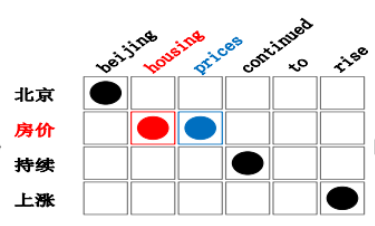 beijing housing prices continued to rise
北京
房价
持续
上涨